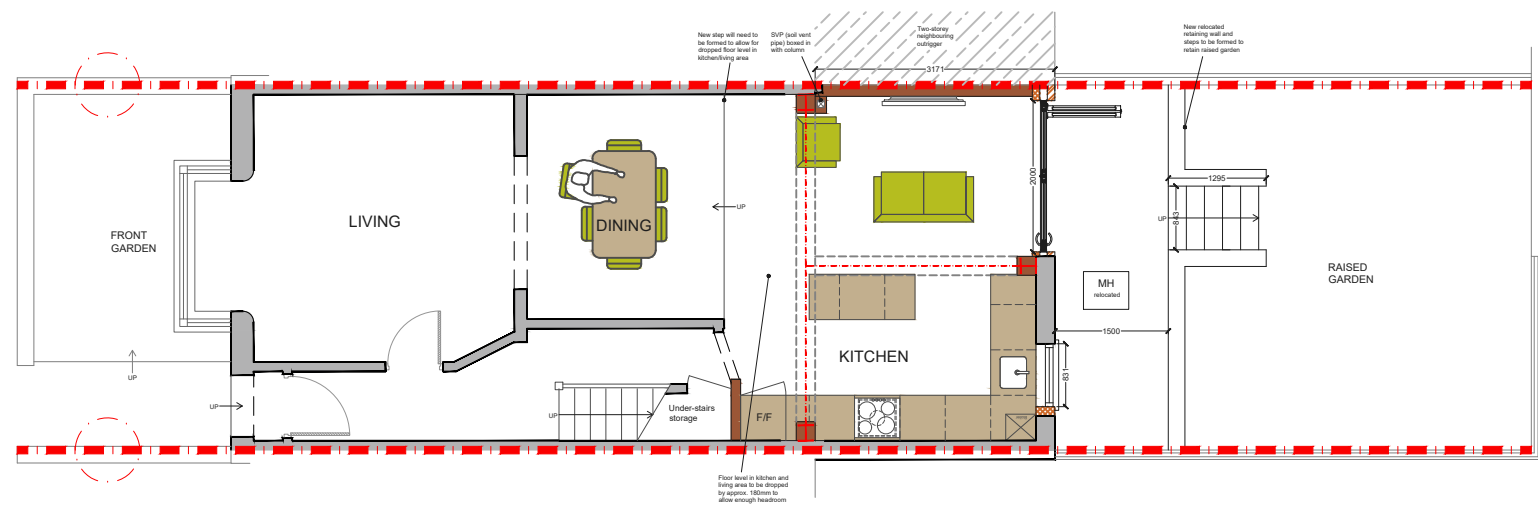 New step will need to
be formed to allow for
dropped floor level in
kitchen/living area
SVP (soil vent
pipe) boxed in
with column
Two-storey
neighbouring
outrigger
New relocated
retaining wall and
steps to be formed to
retain raised garden
3171
2000
1295
UP
843
UP
LIVING
DINING
FRONT
GARDEN
RAISED
GARDEN
MH
relocated
1500
KITCHEN
831
UP
UP
UP
Under-stairs
storage
F/F
Floor level in kitchen and
living area to be dropped
by approx. 180mm to
allow enough headroom